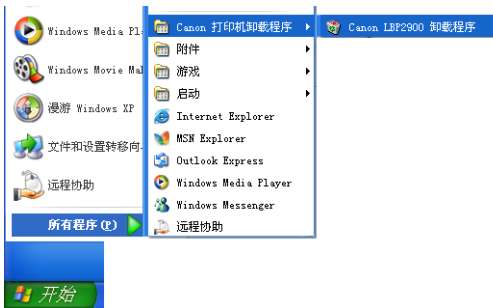 Windows Media Pl
Windows Movie Mal
漫游 Windows XP
文件和设置转移向
远程协助
所有程序(P)
开始
Canon 打印机卸载程序
附件
游戏
启动
Internet Explorer
MSN Explorer
Outlook Express
Windows Media Player
Windows Messenger
远程协助
Canon LBP2900 卸载程序